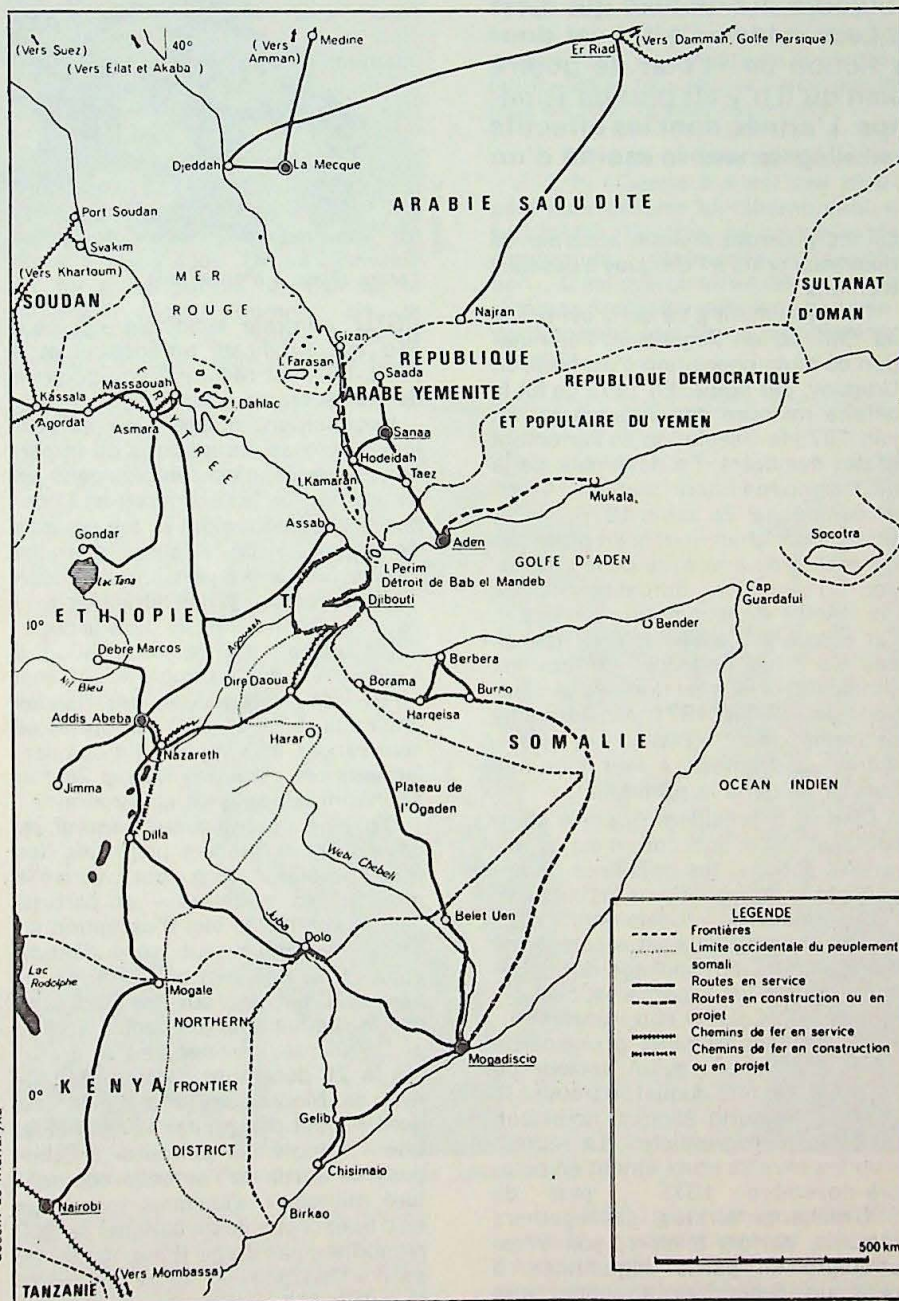 (Vers Suez)
40°
(Vers
Amman)
Medine
Er Riad
(Vers Damman, Golfe Persique)
(Vers Eilat et Akaba)
Djeddah
La Mecque
ARABIE SAOUDITE
Port Soudan
Svakim
(Vers Khartoum)
SOUDAN
MER
ROUGE
SULTANAT
D'OMAN
Najran
Gizan
REPUBLIQUE
ARABE YEMENITE
I. Farasan
Saada
REPUBLIQUE DEMOCRATIQUE
ET POPULAIRE DU YEMEN
Kassala
Massaouah
I. Dahlac
Agordat
Asmara
ERYTREE
Sanaa
Hodeidah
Taez
I. Kamaran
Mukala
Assab
Aden
Socotra
Gondar
Lac Tana
GOLFE D'ADEN
I. Perim
Détroit de Bab el Mandeb
Cap
Guardafui
T.
Djibouti
10°
ETHIOPIE
Bender
Debre Marcos
Nil Bleu
Berbera
Dire Daoua
Borama
Harqeisa
Addis Abeba
Harar
SOMALIE
Nazareth
Jimma
Plateau de
l'Ogaden
OCEAN INDIEN
Dilla
Webi Chebeli
Juba
Belet Uen
Dolo
Lac
Rodolphe
Mogale
NORTHERN
Mogadiscio
0°
KENYA
FRONTIER
Gelib
DISTRICT
Chisimaio
Nairobi
Birkao
(Vers Mombassa)
TANZANIE
LEGENDE
Frontières
Limite occidentale du peuplement
somali
Routes en service
Routes en construction ou en
projet
Chemins de fer en service
Chemins de fer en construction
ou en projet
500 km